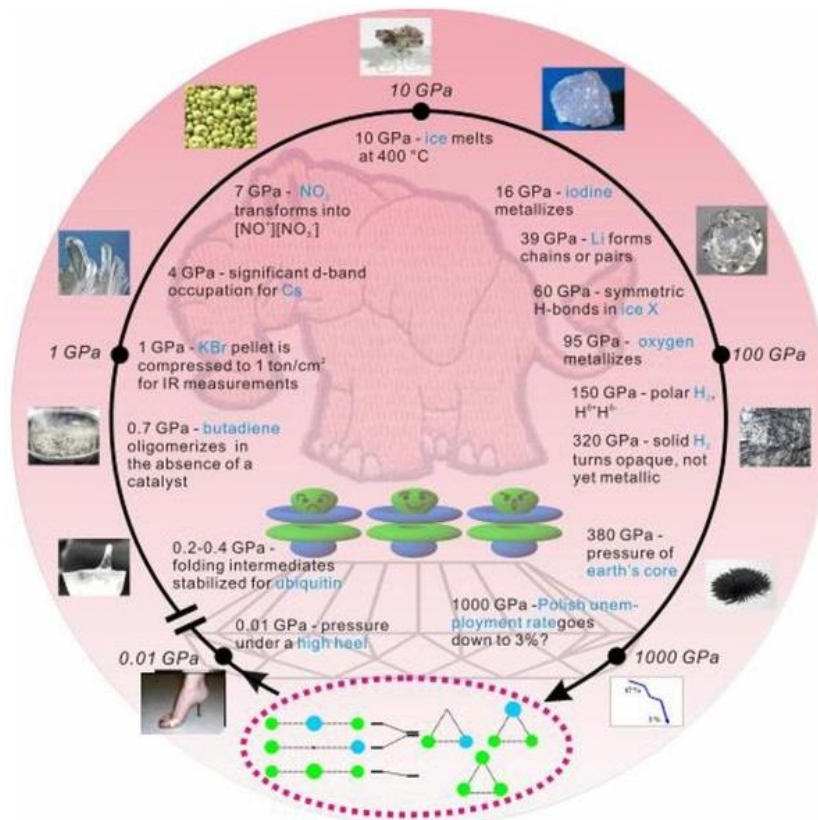 10 GPa
10 GPa - ice melts
at 400 °C
7 GPa - NO₂
transforms into
[NO⁺][NO₃⁻]
4 GPa - significant d-band
occupation for Cs
1 GPa
1 GPa - KBr pellet is
compressed to 1 ton/cm²
for IR measurements
0.7 GPa - butadiene
oligomerizes in
the absence of a
catalyst
0.2-0.4 GPa -
folding intermediates
stabilized for ubiquitin
0.01 GPa - pressure
under a high heel
0.01 GPa
16 GPa - iodine
metallizes
39 GPa - Li forms
chains or pairs
60 GPa - symmetric
H-bonds in ice X
95 GPa - oxygen
metallizes
100 GPa
150 GPa - polar H₂,
Hᵟ⁺Hᵟ⁻
320 GPa - solid H₂
turns opaque, not
yet metallic
380 GPa -
pressure of
earth's core
1000 GPa - Polish unem-
ployment rate goes
down to 3%?
1000 GPa
3%